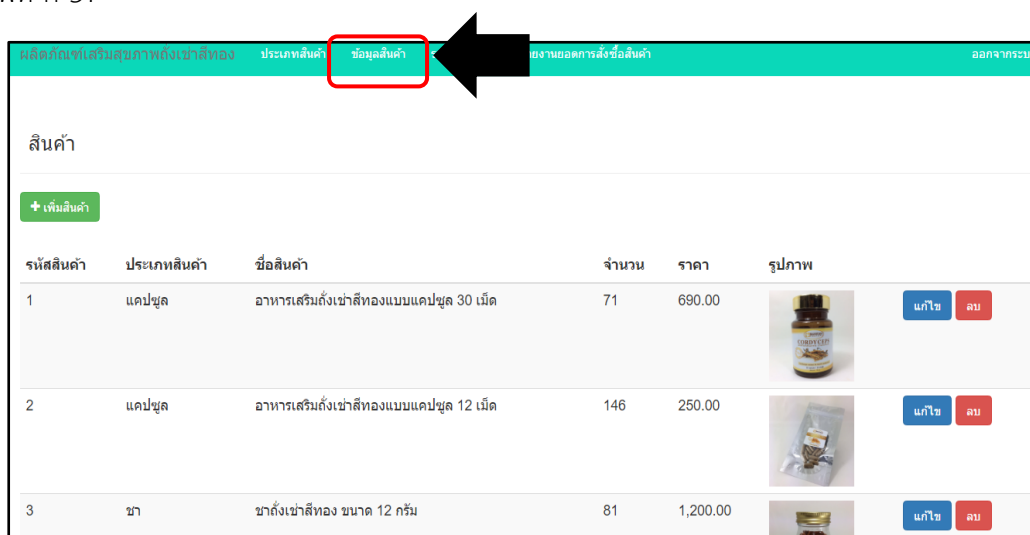 ผลิตภัณฑ์เสริมสุขภาพถั่งเช่าสีทอง ประเภทสินค้า ข้อมูลสินค้า ยงานยอดการสั่งซื้อสินค้า ออกจากระบ
สินค้า
+ เพิ่มสินค้า
รหัสสินค้า ประเภทสินค้า ชื่อสินค้า จำนวน ราคา รูปภาพ
1 แคปซูล อาหารเสริมถั่งเช่าสีทองแบบแคปซูล 30 เม็ด 71 690.00 แก้ไข ลบ
2 แคปซูล อาหารเสริมถั่งเช่าสีทองแบบแคปซูล 12 เม็ด 146 250.00 แก้ไข ลบ
3 ชา ชาถั่งเช่าสีทอง ขนาด 12 กรัม 81 1,200.00 แก้ไข ลบ